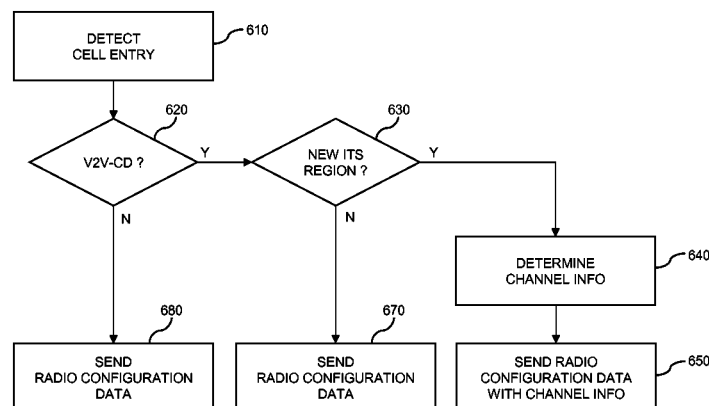 DETECT
CELL ENTRY
610
620
V2V-CD ?
Y
N
630
NEW ITS
REGION ?
Y
N
640
DETERMINE
CHANNEL INFO
680
SEND
RADIO CONFIGURATION
DATA
670
SEND
RADIO CONFIGURATION
DATA
650
SEND RADIO
CONFIGURATION DATA
WITH CHANNEL INFO